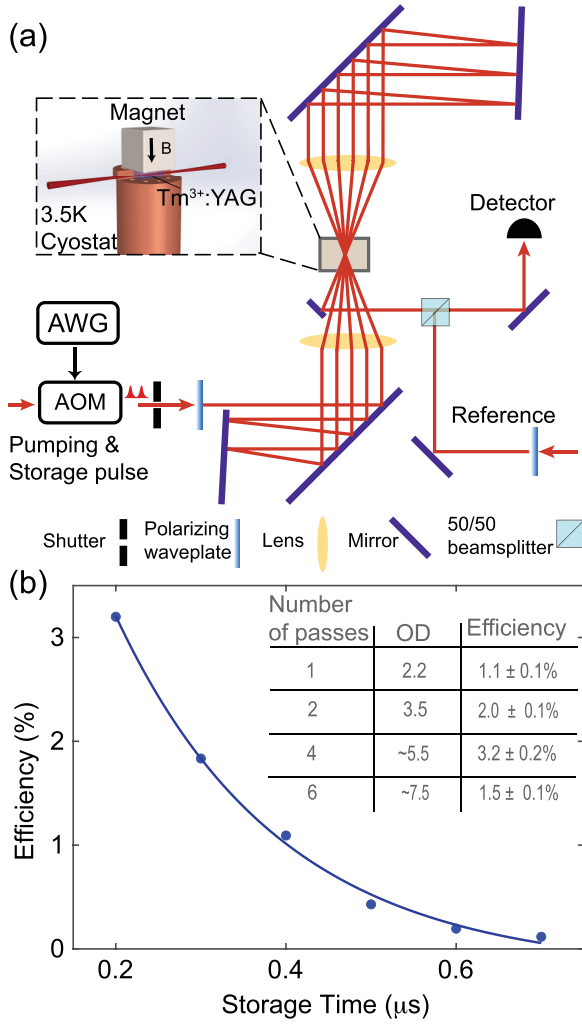 (a)
Magnet
B
Tm³⁺:YAG
3.5K
Cyostat
Detector
AWG
AOM
Pumping &
Storage pulse
Reference
Shutter
Polarizing
waveplate
Lens
Mirror
50/50
beamsplitter
(b)
Number
of passes OD Efficiency
1 2.2 1.1 ± 0.1%
2 3.5 2.0 ± 0.1%
4 ~5.5 3.2 ± 0.2%
6 ~7.5 1.5 ± 0.1%
3
2
1
0
Efficiency (%)
0.2 0.4 0.6
Storage Time (μs)